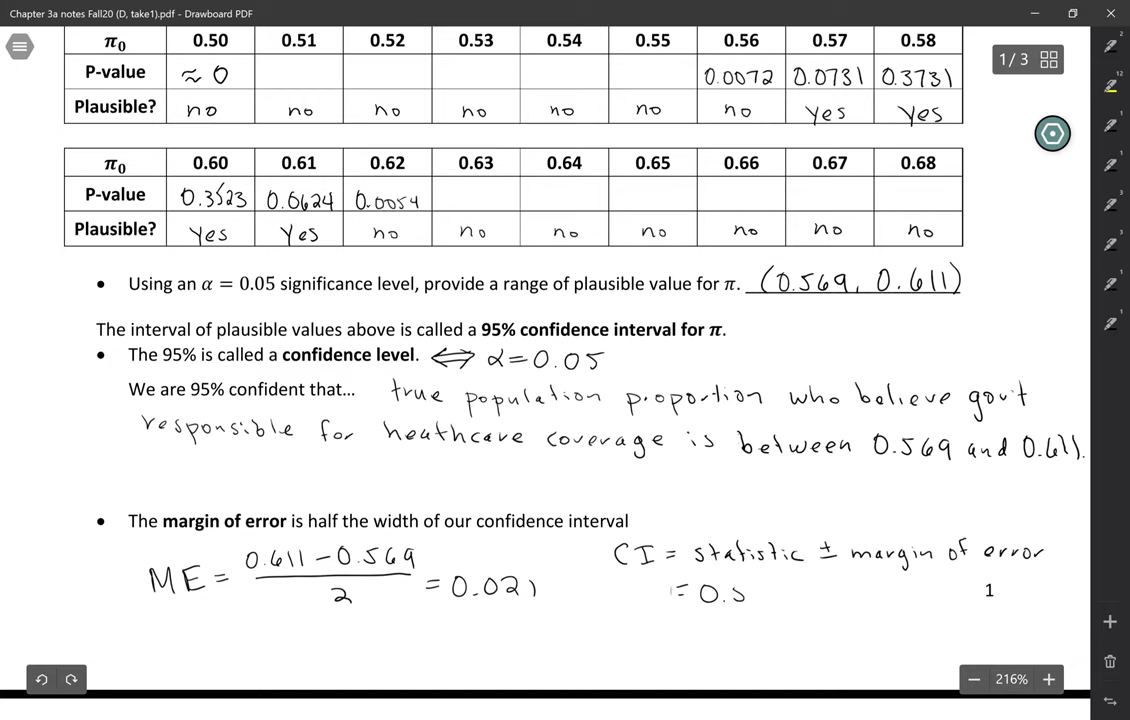 Chapter 3a notes Fall20 (D, take1).pdf - Drawboard PDF
1 / 3
π₀ 0.50 0.51 0.52 0.53 0.54 0.55 0.56 0.57 0.58
P-value ≈ 0 0.0072 0.0731 0.3731
Plausible? no no no no no no no yes yes
π₀ 0.60 0.61 0.62 0.63 0.64 0.65 0.66 0.67 0.68
P-value 0.3523 0.0624 0.0054
Plausible? yes yes no no no no no no no
• Using an α = 0.05 significance level, provide a range of plausible value for π. (0.569, 0.611)
The interval of plausible values above is called a 95% confidence interval for π.
• The 95% is called a confidence level. ⟺ α = 0.05
We are 95% confident that… true population proportion who believe gov't
responsible for heathcare coverage is between 0.569 and 0.611.
• The margin of error is half the width of our confidence interval
ME = (0.611 - 0.569) / 2 = 0.021
CI = statistic ± margin of error
= 0.5
1
216%